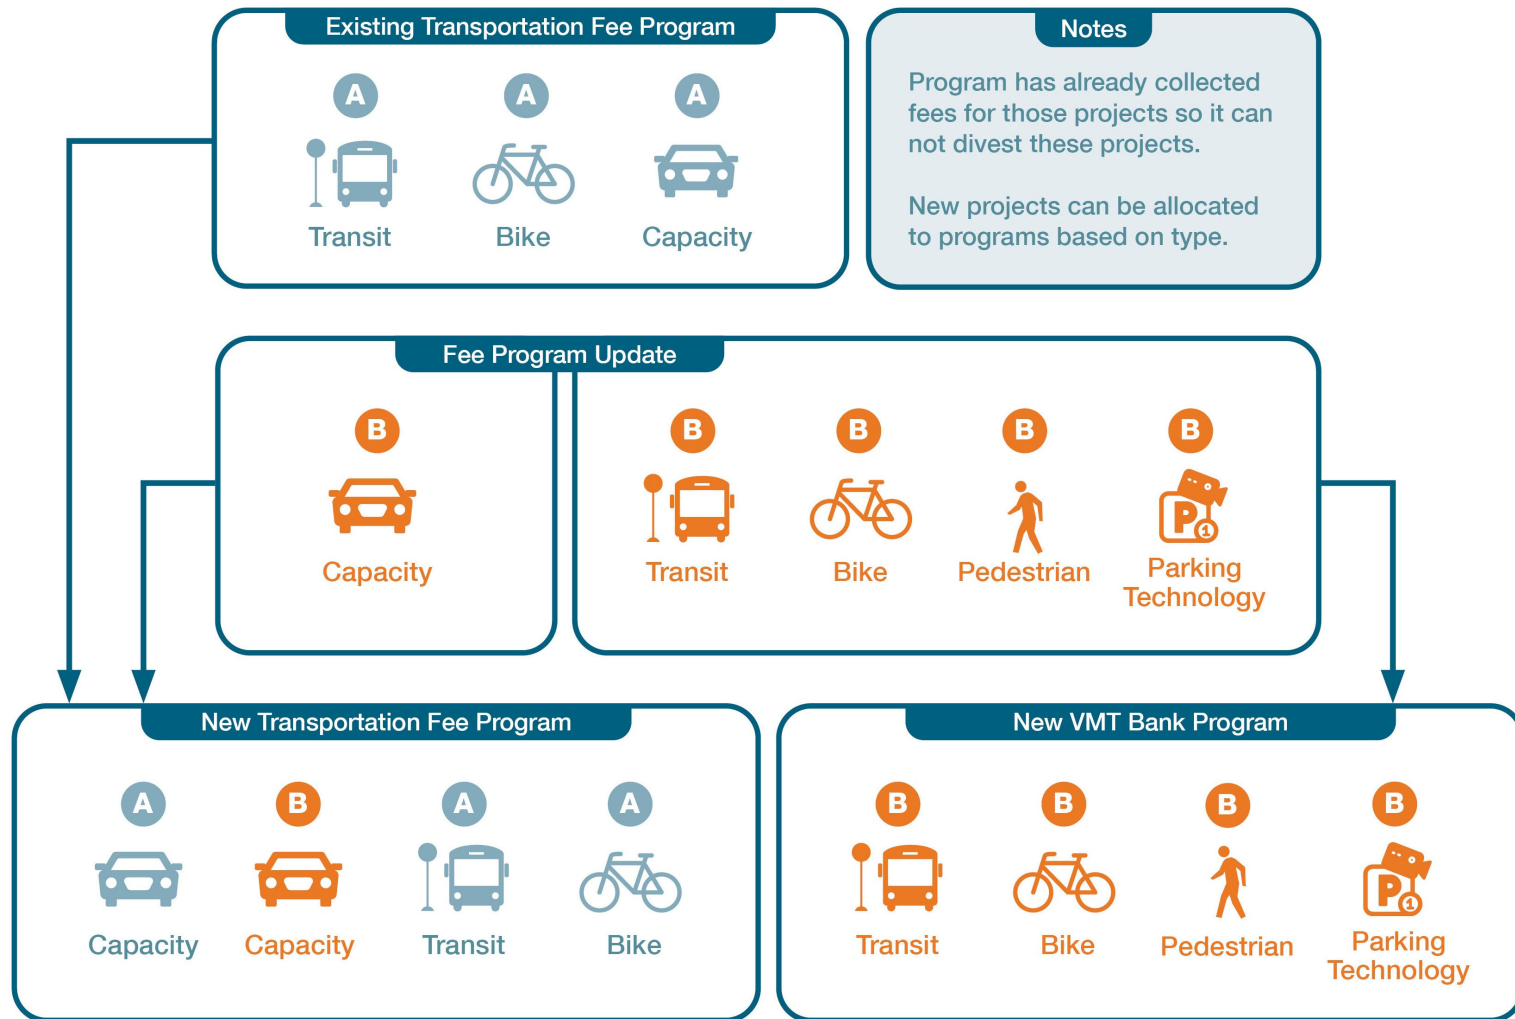 Existing Transportation Fee Program
A
A
A
Transit
Bike
Capacity
Notes
Program has already collected
fees for those projects so it can
not divest these projects.
New projects can be allocated
to programs based on type.
Fee Program Update
B
B
B
B
B
P
1
Capacity
Transit
Bike
Pedestrian
Parking
Technology
New Transportation Fee Program
A
B
A
A
Capacity
Capacity
Transit
Bike
New VMT Bank Program
B
B
B
B
P
1
Transit
Bike
Pedestrian
Parking
Technology